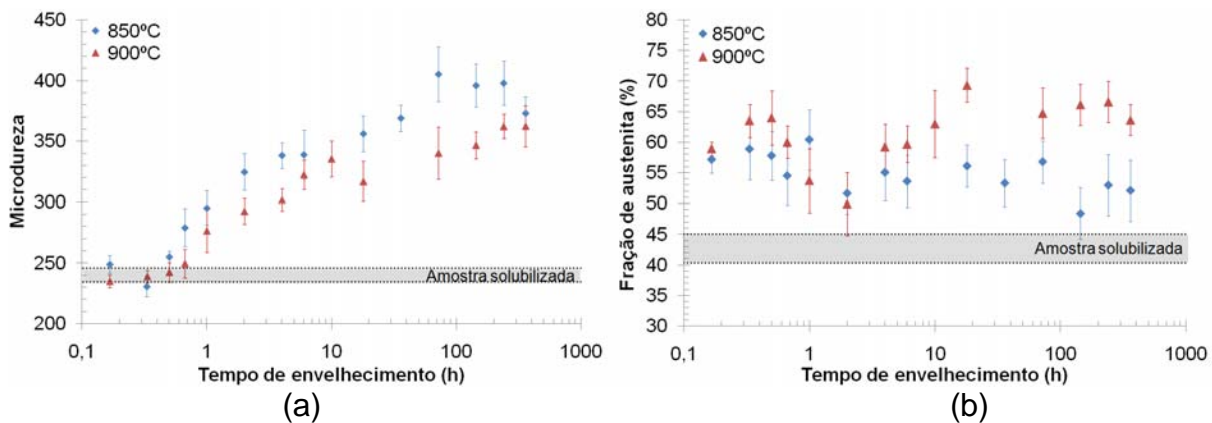 450
400
350
300
250
200
Microdureza
850ºC
900ºC
Amostra solubilizada
0,1
1
10
100
1000
Tempo de envelhecimento (h)
(a)
80
75
70
65
60
55
50
45
40
35
30
Fração de austenita (%)
850ºC
900ºC
Amostra solubilizada
0,1
1
10
100
1000
Tempo de envelhecimento (h)
(b)